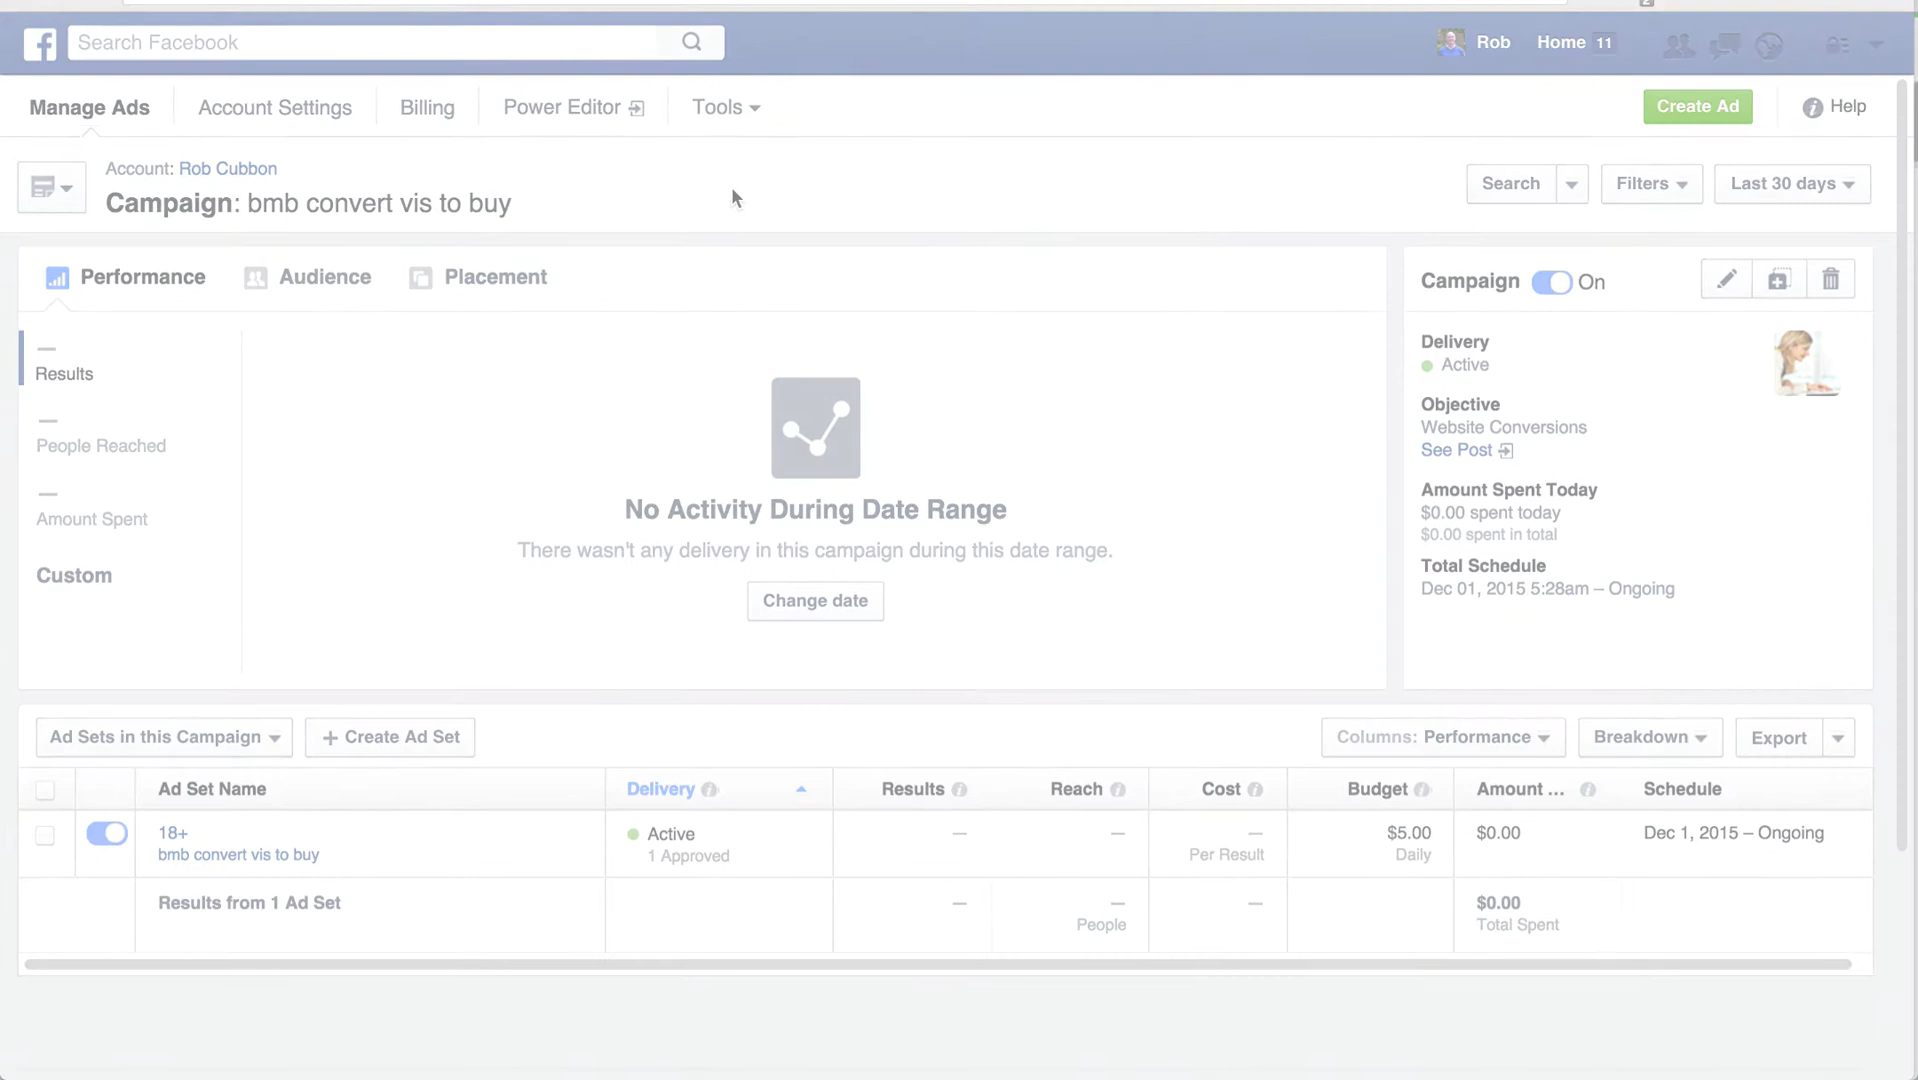 Search Facebook
Rob
Home 11
Manage Ads
Account Settings
Billing
Power Editor
Tools
Create Ad
Help
Account: Rob Cubbon
Campaign: bmb convert vis to buy
Search
Filters
Last 30 days
Performance
Audience
Placement
Campaign
On
Results
People Reached
Amount Spent
Custom
No Activity During Date Range
There wasn't any delivery in this campaign during this date range.
Change date
Delivery
Active
Objective
Website Conversions
See Post
Amount Spent Today
$0.00 spent today
$0.00 spent in total
Total Schedule
Dec 01, 2015 5:28am – Ongoing
Ad Sets in this Campaign
+ Create Ad Set
Columns: Performance
Breakdown
Export
Ad Set Name
Delivery
Results
Reach
Cost
Budget
Amount ...
Schedule
18+
bmb convert vis to buy
Active
1 Approved
—
—
—
Per Result
$5.00
Daily
$0.00
Dec 1, 2015 – Ongoing
Results from 1 Ad Set
—
—
People
—
$0.00
Total Spent